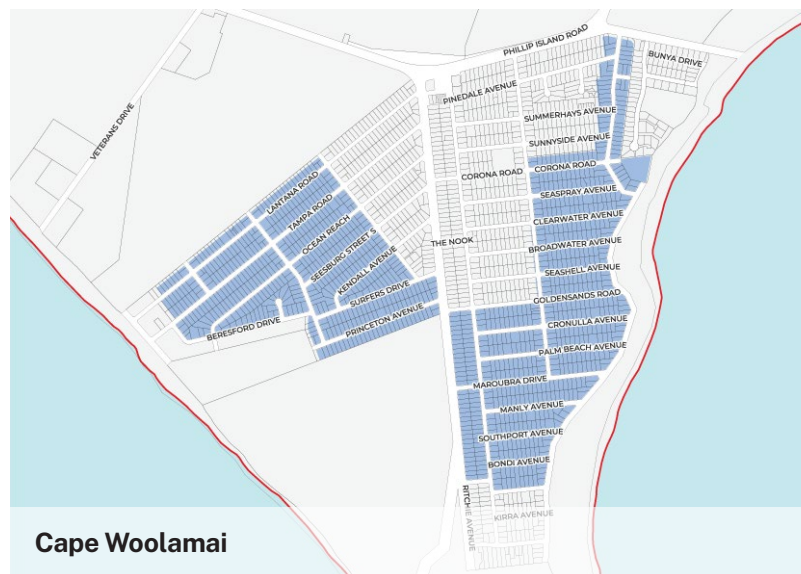 PHILLIP ISLAND ROAD
BUNYA DRIVE
PINEDALE AVENUE
VETERANS DRIVE
SUMMERHAYS AVENUE
SUNNYSIDE AVENUE
CORONA ROAD
CORONA ROAD
LANTANA ROAD
SEASPRAY AVENUE
TAMPA ROAD
CLEARWATER AVENUE
OCEAN REACH
THE NOOK
BROADWATER AVENUE
SEESBURG STREET S
KENDALL AVENUE
SEASHELL AVENUE
SURFERS DRIVE
GOLDENSANDS ROAD
PRINCETON AVENUE
BERESFORD DRIVE
CRONULLA AVENUE
PALM BEACH AVENUE
MAROUBRA DRIVE
MANLY AVENUE
SOUTHPORT AVENUE
BONDI AVENUE
RITCHIE AVENUE
KIRRA AVENUE
Cape Woolamai